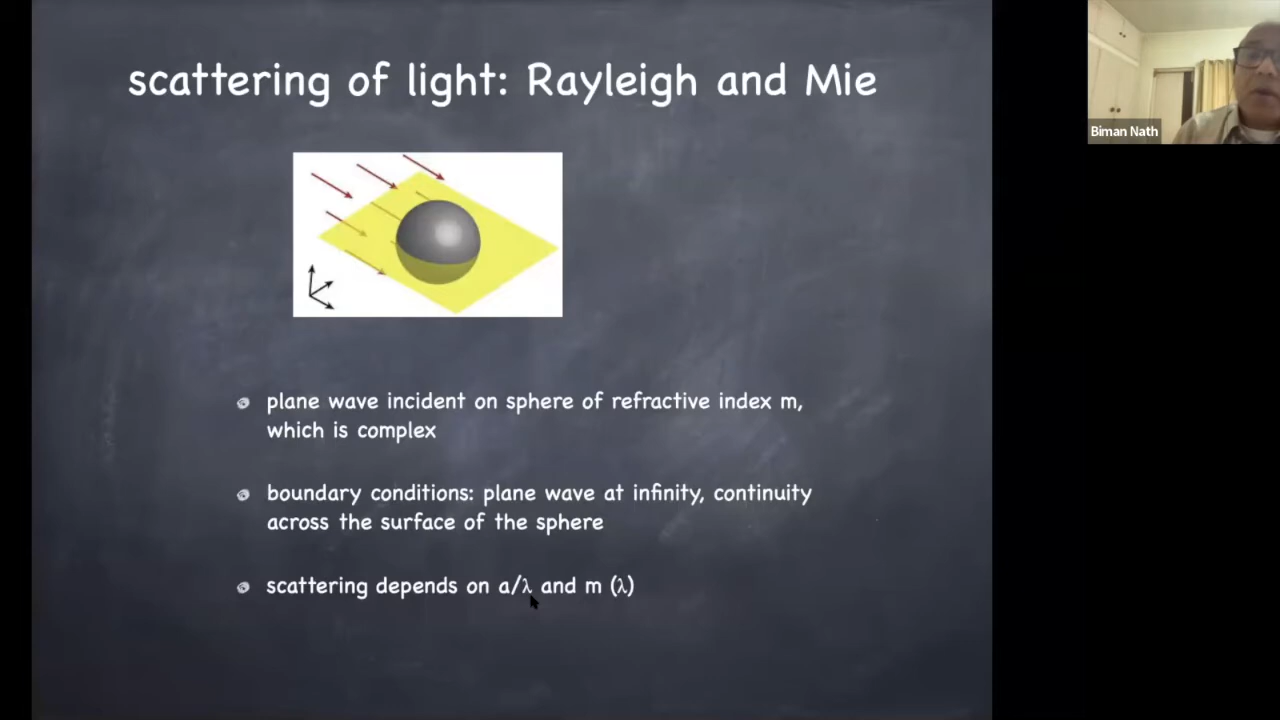 scattering of light: Rayleigh and Mie
Biman Nath
plane wave incident on sphere of refractive index m,
which is complex
boundary conditions: plane wave at infinity, continuity
across the surface of the sphere
scattering depends on a/λ and m (λ)